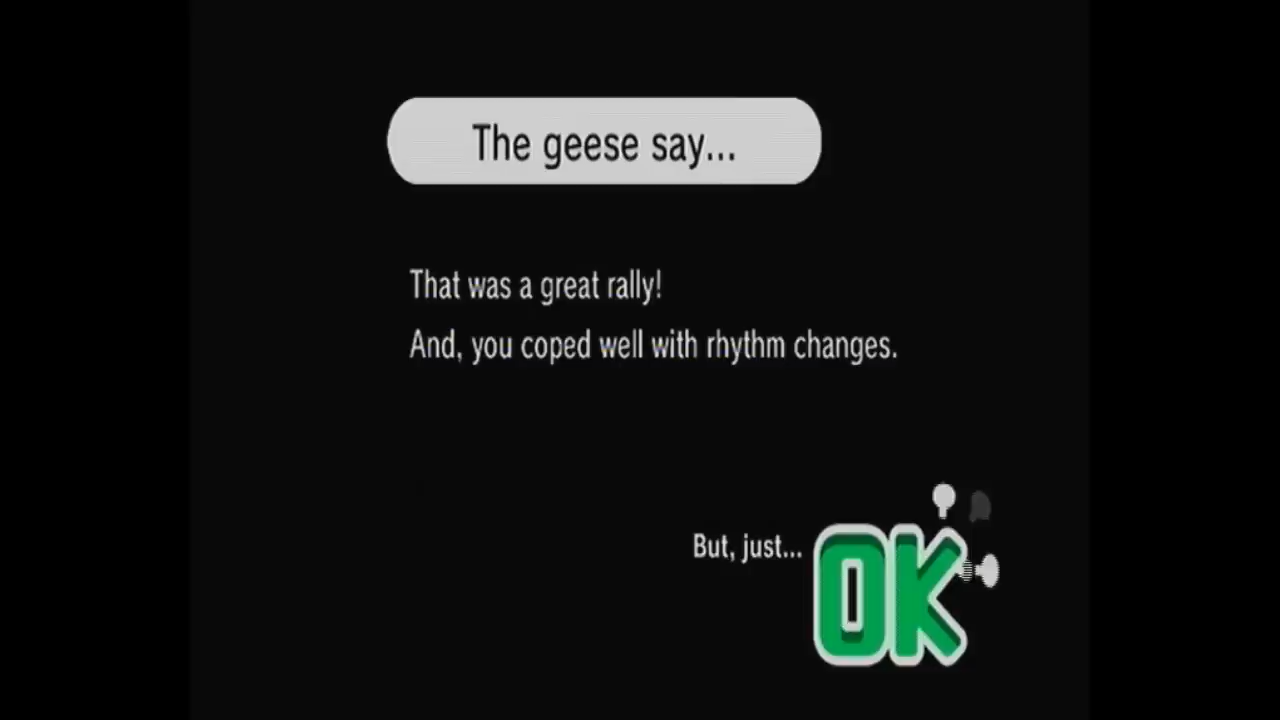 The geese say...
That was a great rally!
And, you coped well with rhythm changes.
But, just... OK